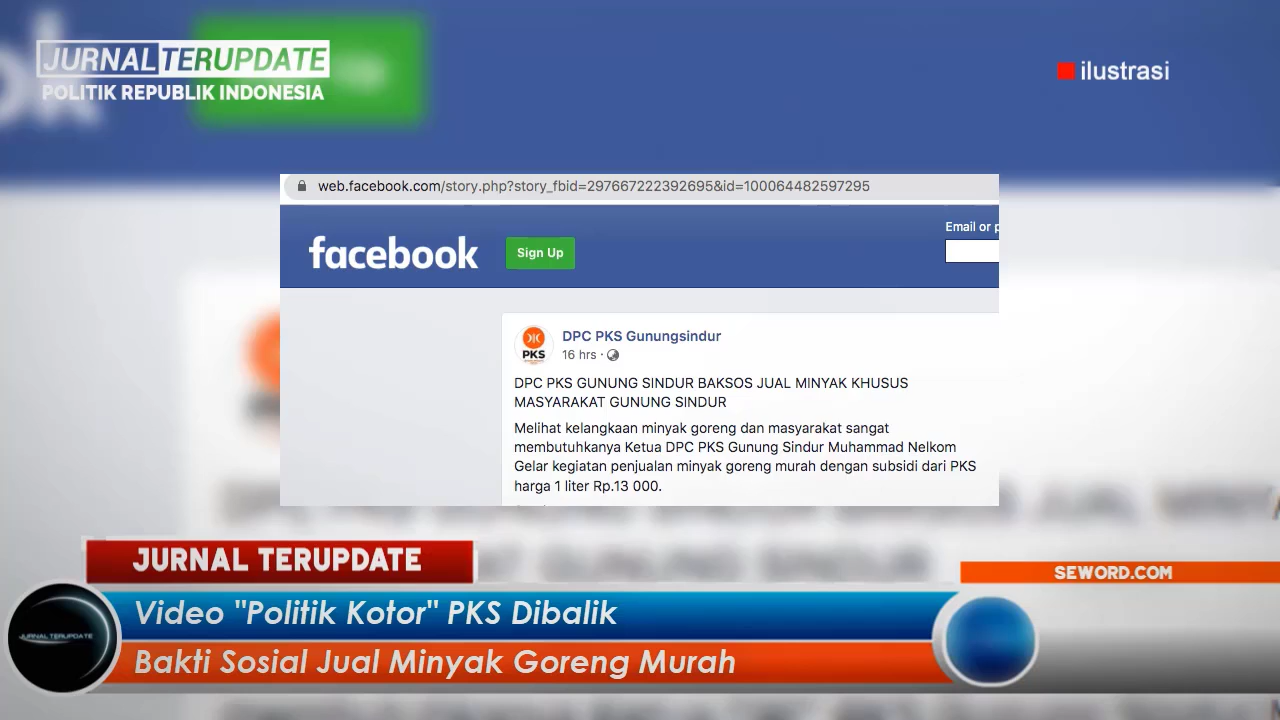 JURNAL TERUPDATE
POLITIK REPUBLIK INDONESIA
ilustrasi
web.facebook.com/story.php?story_fbid=297667222392695&id=100064482597295
facebook
Sign Up
Email or p
DPC PKS Gunungsindur
PKS
16 hrs ·
DPC PKS GUNUNG SINDUR BAKSOS JUAL MINYAK KHUSUS
MASYARAKAT GUNUNG SINDUR
Melihat kelangkaan minyak goreng dan masyarakat sangat
membutuhkanya Ketua DPC PKS Gunung Sindur Muhammad Nelkom
Gelar kegiatan penjualan minyak goreng murah dengan subsidi dari PKS
harga 1 liter Rp.13 000.
JURNAL TERUPDATE
SEWORD.COM
Video "Politik Kotor" PKS Dibalik
JURNAL TERUPDATE
Bakti Sosial Jual Minyak Goreng Murah